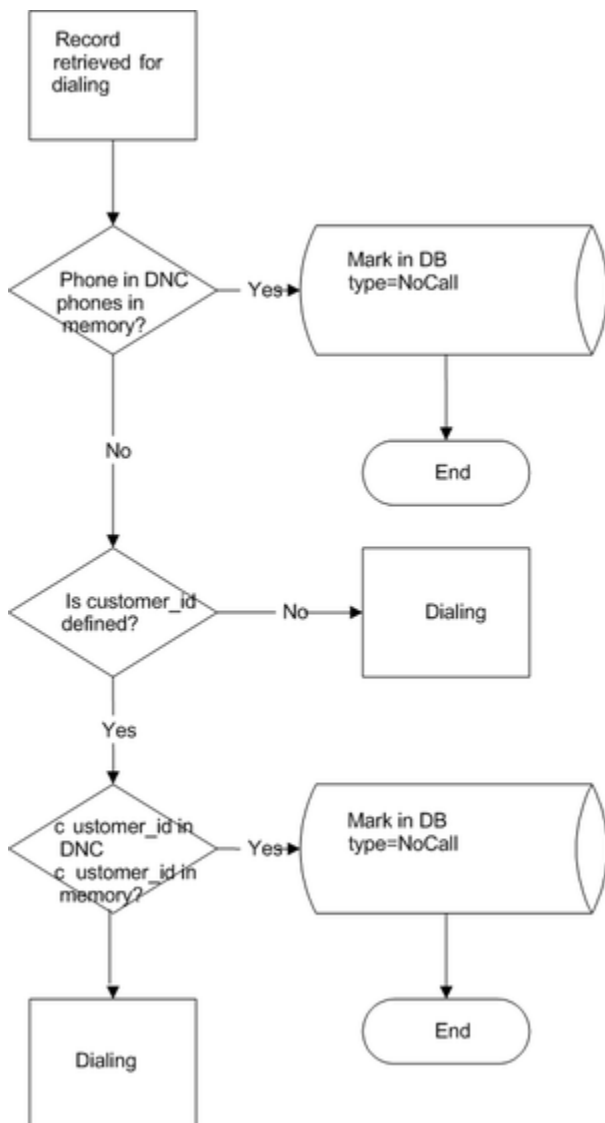 Record
retrieved for
dialing
Phone in DNC
phones in
memory?
Yes
Mark in DB
type=NoCall
End
No
Is customer_id
defined?
No
Dialing
Yes
c ustomer_id in
DNC
c ustomer_id in
memory?
Yes
Mark in DB
type=NoCall
End
Dialing